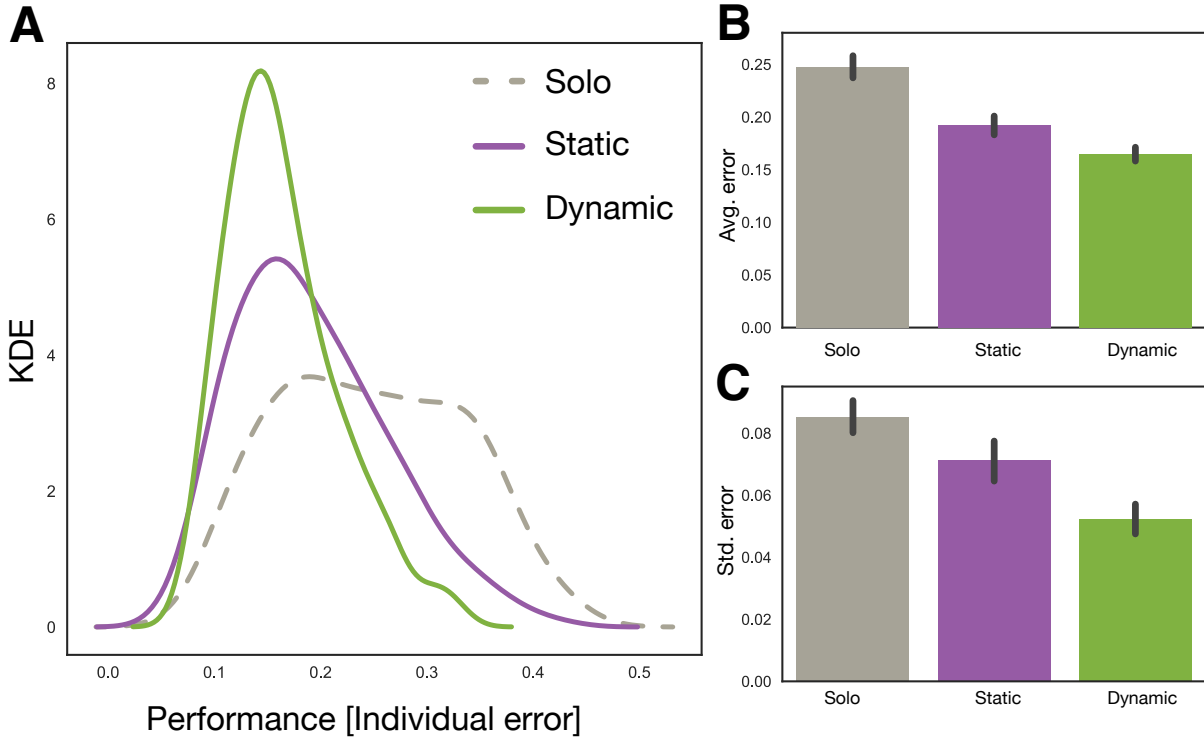 A
KDE
8
6
4
2
0
Solo
Static
Dynamic
0.0 0.1 0.2 0.3 0.4 0.5
Performance [Individual error]
B
Avg. error
0.25
0.20
0.15
0.10
0.05
0.00
Solo Static Dynamic
C
Std. error
0.08
0.06
0.04
0.02
0.00
Solo Static Dynamic